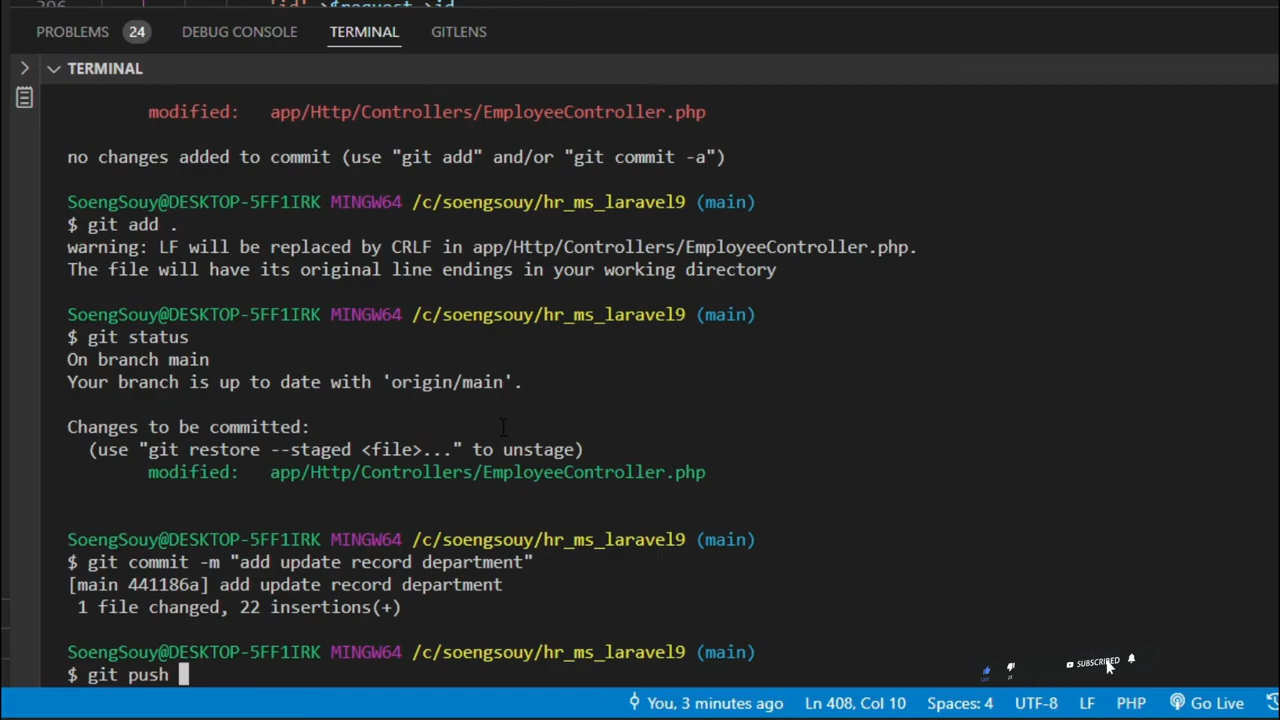 206 'id'=>$request->id
PROBLEMS 24 DEBUG CONSOLE TERMINAL GITLENS
TERMINAL
modified: app/Http/Controllers/EmployeeController.php
no changes added to commit (use "git add" and/or "git commit -a")
SoengSouy@DESKTOP-5FF1IRK MINGW64 /c/soengsouy/hr_ms_laravel9 (main)
$ git add .
warning: LF will be replaced by CRLF in app/Http/Controllers/EmployeeController.php.
The file will have its original line endings in your working directory
SoengSouy@DESKTOP-5FF1IRK MINGW64 /c/soengsouy/hr_ms_laravel9 (main)
$ git status
On branch main
Your branch is up to date with 'origin/main'.
Changes to be committed:
(use "git restore --staged <file>..." to unstage)
modified: app/Http/Controllers/EmployeeController.php
SoengSouy@DESKTOP-5FF1IRK MINGW64 /c/soengsouy/hr_ms_laravel9 (main)
$ git commit -m "add update record department"
[main 441186a] add update record department
1 file changed, 22 insertions(+)
SoengSouy@DESKTOP-5FF1IRK MINGW64 /c/soengsouy/hr_ms_laravel9 (main)
$ git push
SUBSCRIBED
You, 3 minutes ago Ln 408, Col 10 Spaces: 4 UTF-8 LF PHP Go Live